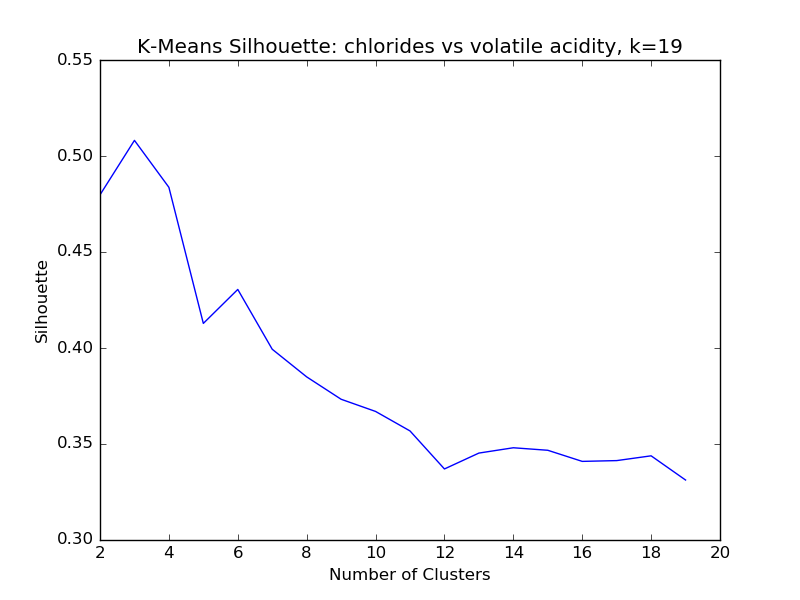 K-Means Silhouette: chlorides vs volatile acidity, k=19
0.55
0.50
0.45
0.40
0.35
0.30
Silhouette
2 4 6 8 10 12 14 16 18 20
Number of Clusters